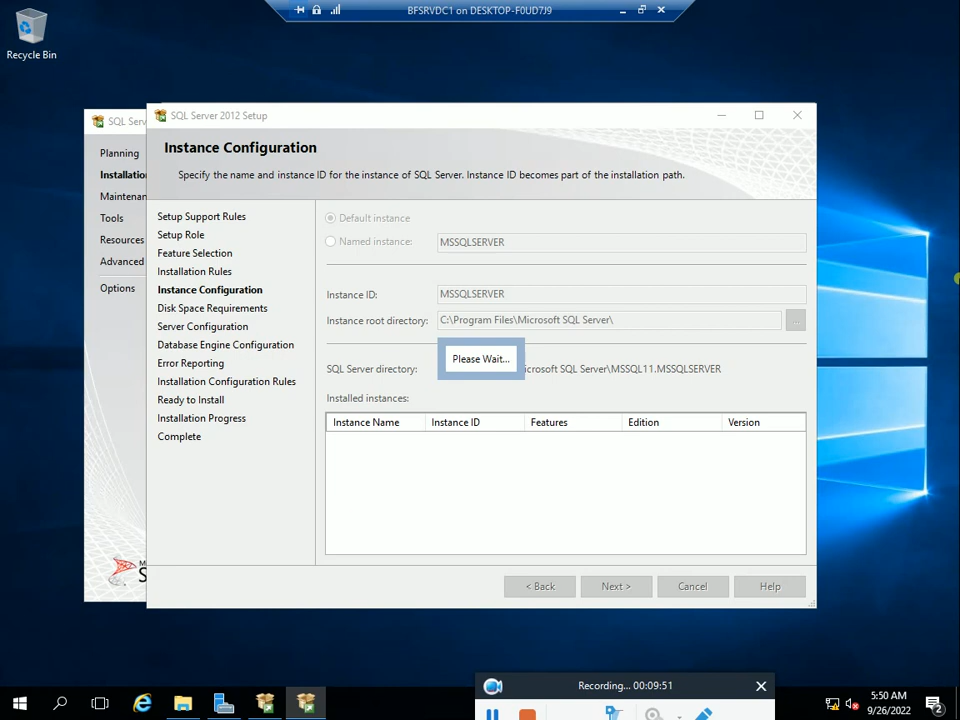 BFSRVDC1 on DESKTOP-F0UD7J9
Recycle Bin
SQL Serv
Planning
Installation
Maintenan
Tools
Resources
Advanced
Options
SQL Server 2012 Setup
Instance Configuration
Specify the name and instance ID for the instance of SQL Server. Instance ID becomes part of the installation path.
Setup Support Rules
Setup Role
Feature Selection
Installation Rules
Instance Configuration
Disk Space Requirements
Server Configuration
Database Engine Configuration
Error Reporting
Installation Configuration Rules
Ready to Install
Installation Progress
Complete
Default instance
Named instance: MSSQLSERVER
Instance ID: MSSQLSERVER
Instance root directory: C:\Program Files\Microsoft SQL Server\ ...
Please Wait...
SQL Server directory: icrosoft SQL Server\MSSQL11.MSSQLSERVER
Installed instances:
Instance Name Instance ID Features Edition Version
< Back Next > Cancel Help
Recording... 00:09:51
5:50 AM
9/26/2022
2